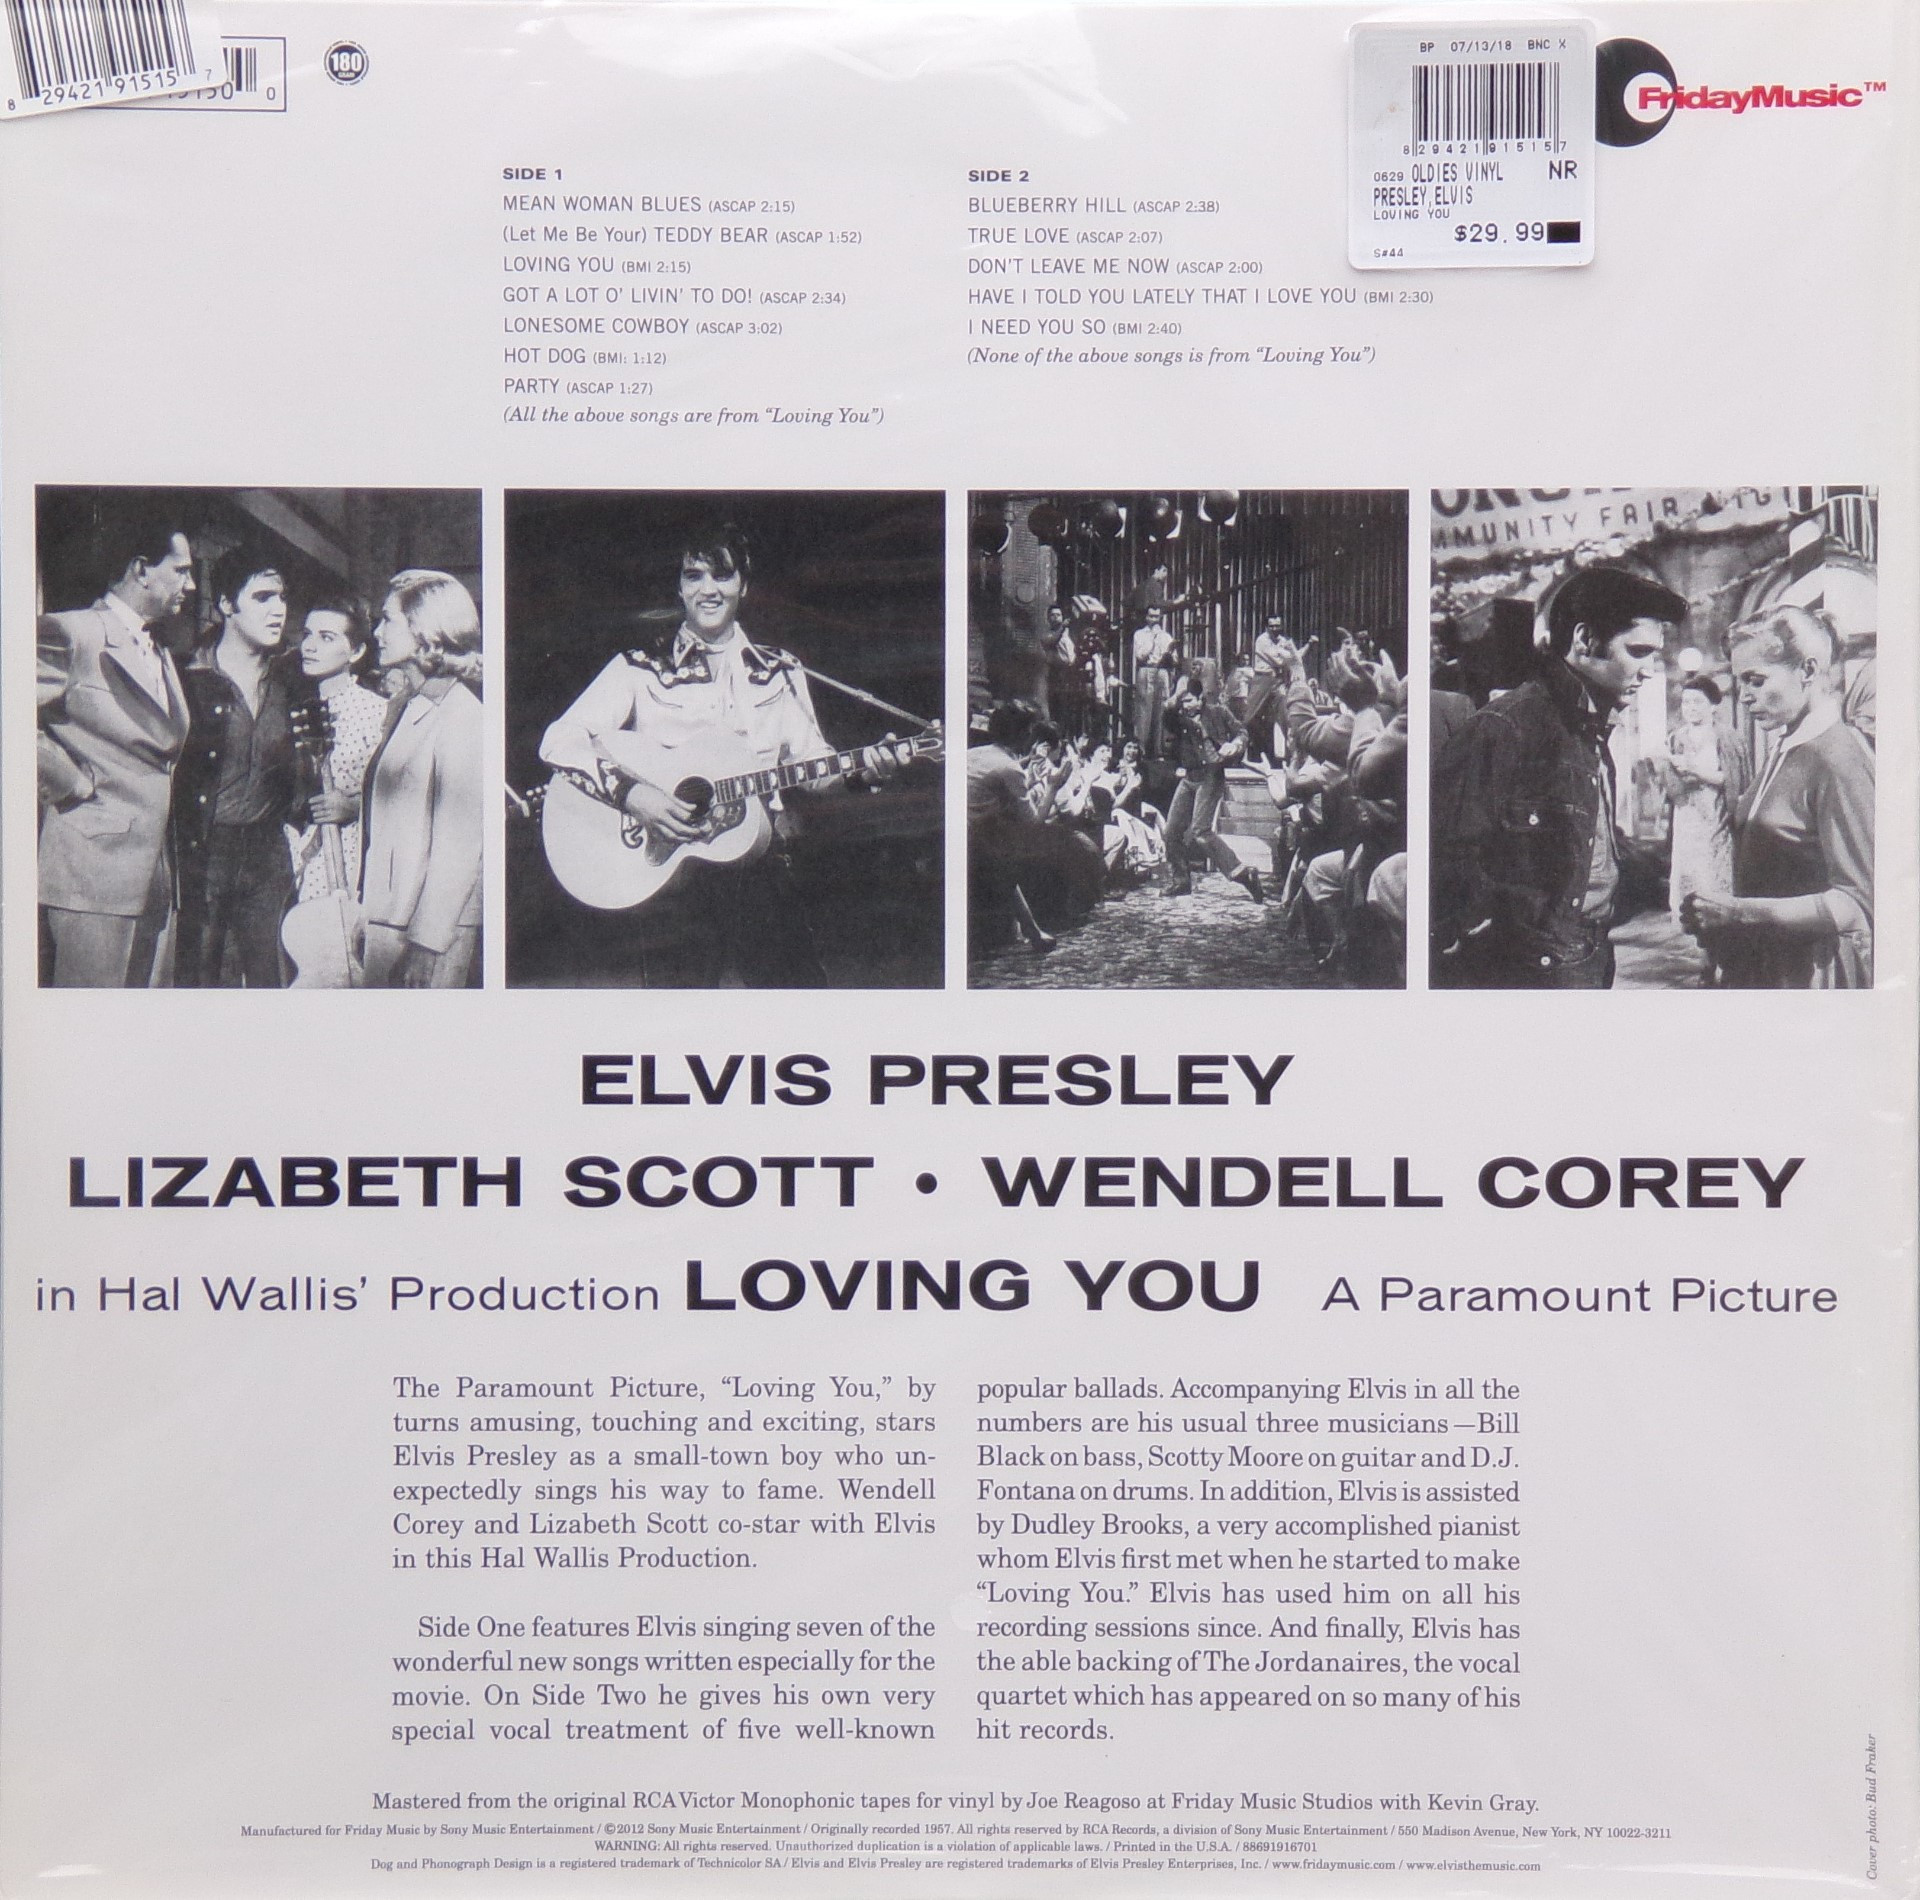 8 29421 91515 7
0
180
GRAM
BP 07/13/18 BNC X
8 29421 91515 7
0629 OLDIES VINYL NR
PRESLEY,ELVIS
LOVING YOU
$29.99
S#44
FridayMusic™
SIDE 1
MEAN WOMAN BLUES (ASCAP 2:15)
(Let Me Be Your) TEDDY BEAR (ASCAP 1:52)
LOVING YOU (BMI 2:15)
GOT A LOT O' LIVIN' TO DO! (ASCAP 2:34)
LONESOME COWBOY (ASCAP 3:02)
HOT DOG (BMI: 1:12)
PARTY (ASCAP 1:27)
(All the above songs are from “Loving You”)
SIDE 2
BLUEBERRY HILL (ASCAP 2:38)
TRUE LOVE (ASCAP 2:07)
DON'T LEAVE ME NOW (ASCAP 2:00)
HAVE I TOLD YOU LATELY THAT I LOVE YOU (BMI 2:30)
I NEED YOU SO (BMI 2:40)
(None of the above songs is from “Loving You”)
MMUNITY FAIR
ELVIS PRESLEY
LIZABETH SCOTT • WENDELL COREY
in Hal Wallis’ Production LOVING YOU A Paramount Picture
The Paramount Picture, “Loving You,” by
turns amusing, touching and exciting, stars
Elvis Presley as a small-town boy who un-
expectedly sings his way to fame. Wendell
Corey and Lizabeth Scott co-star with Elvis
in this Hal Wallis Production.
Side One features Elvis singing seven of the
wonderful new songs written especially for the
movie. On Side Two he gives his own very
special vocal treatment of five well-known
popular ballads. Accompanying Elvis in all the
numbers are his usual three musicians—Bill
Black on bass, Scotty Moore on guitar and D.J.
Fontana on drums. In addition, Elvis is assisted
by Dudley Brooks, a very accomplished pianist
whom Elvis first met when he started to make
“Loving You.” Elvis has used him on all his
recording sessions since. And finally, Elvis has
the able backing of The Jordanaires, the vocal
quartet which has appeared on so many of his
hit records.
Mastered from the original RCA Victor Monophonic tapes for vinyl by Joe Reagoso at Friday Music Studios with Kevin Gray.
Manufactured for Friday Music by Sony Music Entertainment / ©2012 Sony Music Entertainment / Originally recorded 1957. All rights reserved by RCA Records, a division of Sony Music Entertainment / 550 Madison Avenue, New York, NY 10022-3211
WARNING: All rights reserved. Unauthorized duplication is a violation of applicable laws. / Printed in the U.S.A. / 88691916701
Dog and Phonograph Design is a registered trademark of Technicolor SA / Elvis and Elvis Presley are registered trademarks of Elvis Presley Enterprises, Inc. / www.fridaymusic.com / www.elvisthemusic.com
Cover photo: Bud Fraker